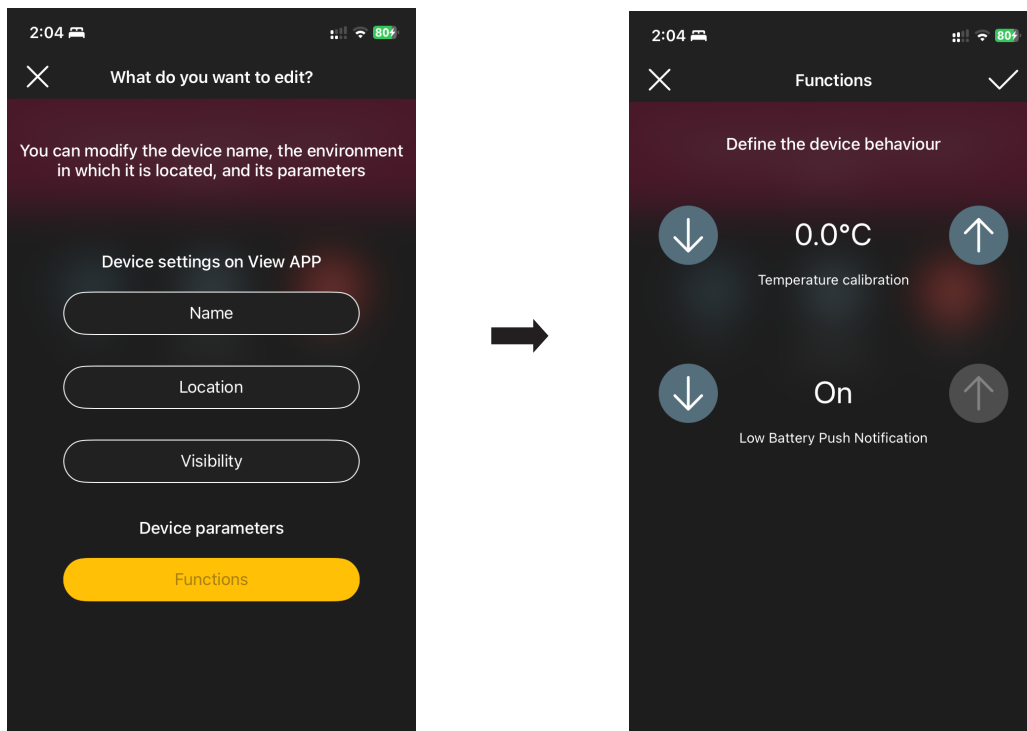 2:04
80
What do you want to edit?
You can modify the device name, the environment
in which it is located, and its parameters
Device settings on View APP
Name
Location
Visibility
Device parameters
Functions
2:04
80
Functions
Define the device behaviour
0.0°C
Temperature calibration
On
Low Battery Push Notification